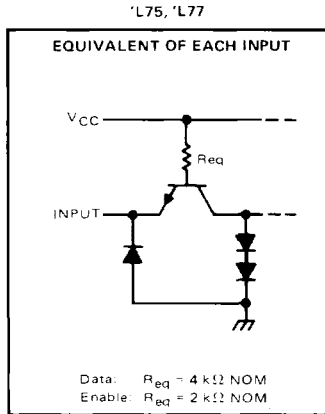 'L75, 'L77
EQUIVALENT OF EACH INPUT
VCC
Req
INPUT
Data: Req = 4 kΩ NOM
Enable: Req = 2 kΩ NOM